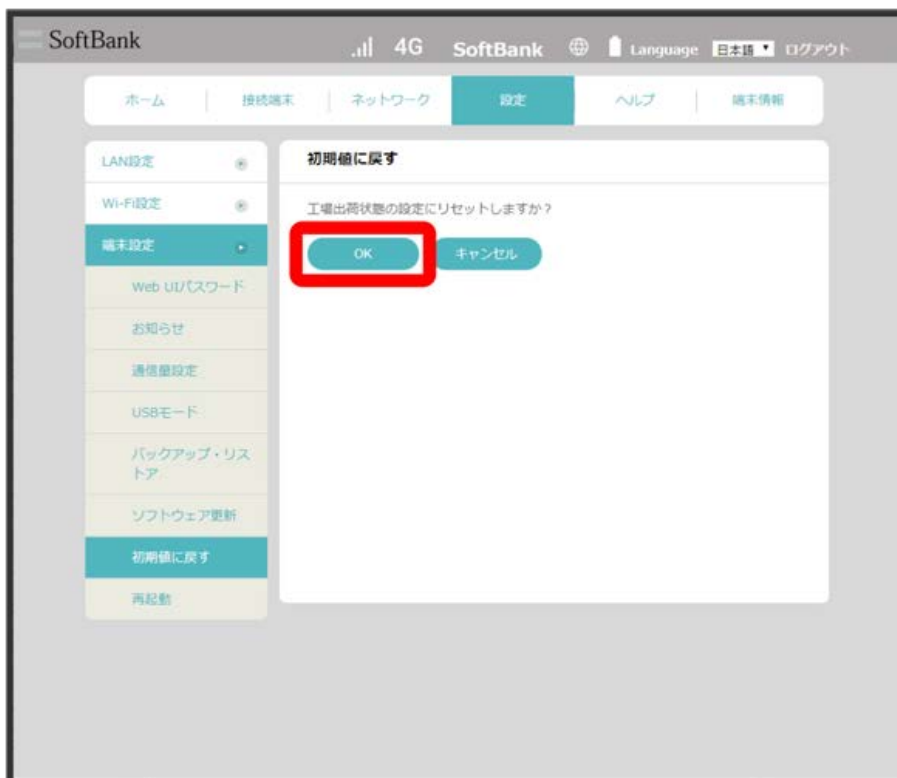 SoftBank
4G SoftBank Language 日本語 ログアウト
ホーム 接続端末 ネットワーク 設定 ヘルプ 端末情報
LAN設定
Wi-Fi設定
端末設定
Web UIパスワード
お知らせ
通信量設定
USBモード
バックアップ・リス
トア
ソフトウェア更新
初期値に戻す
再起動
初期値に戻す
工場出荷状態の設定にリセットしますか？
OK キャンセル